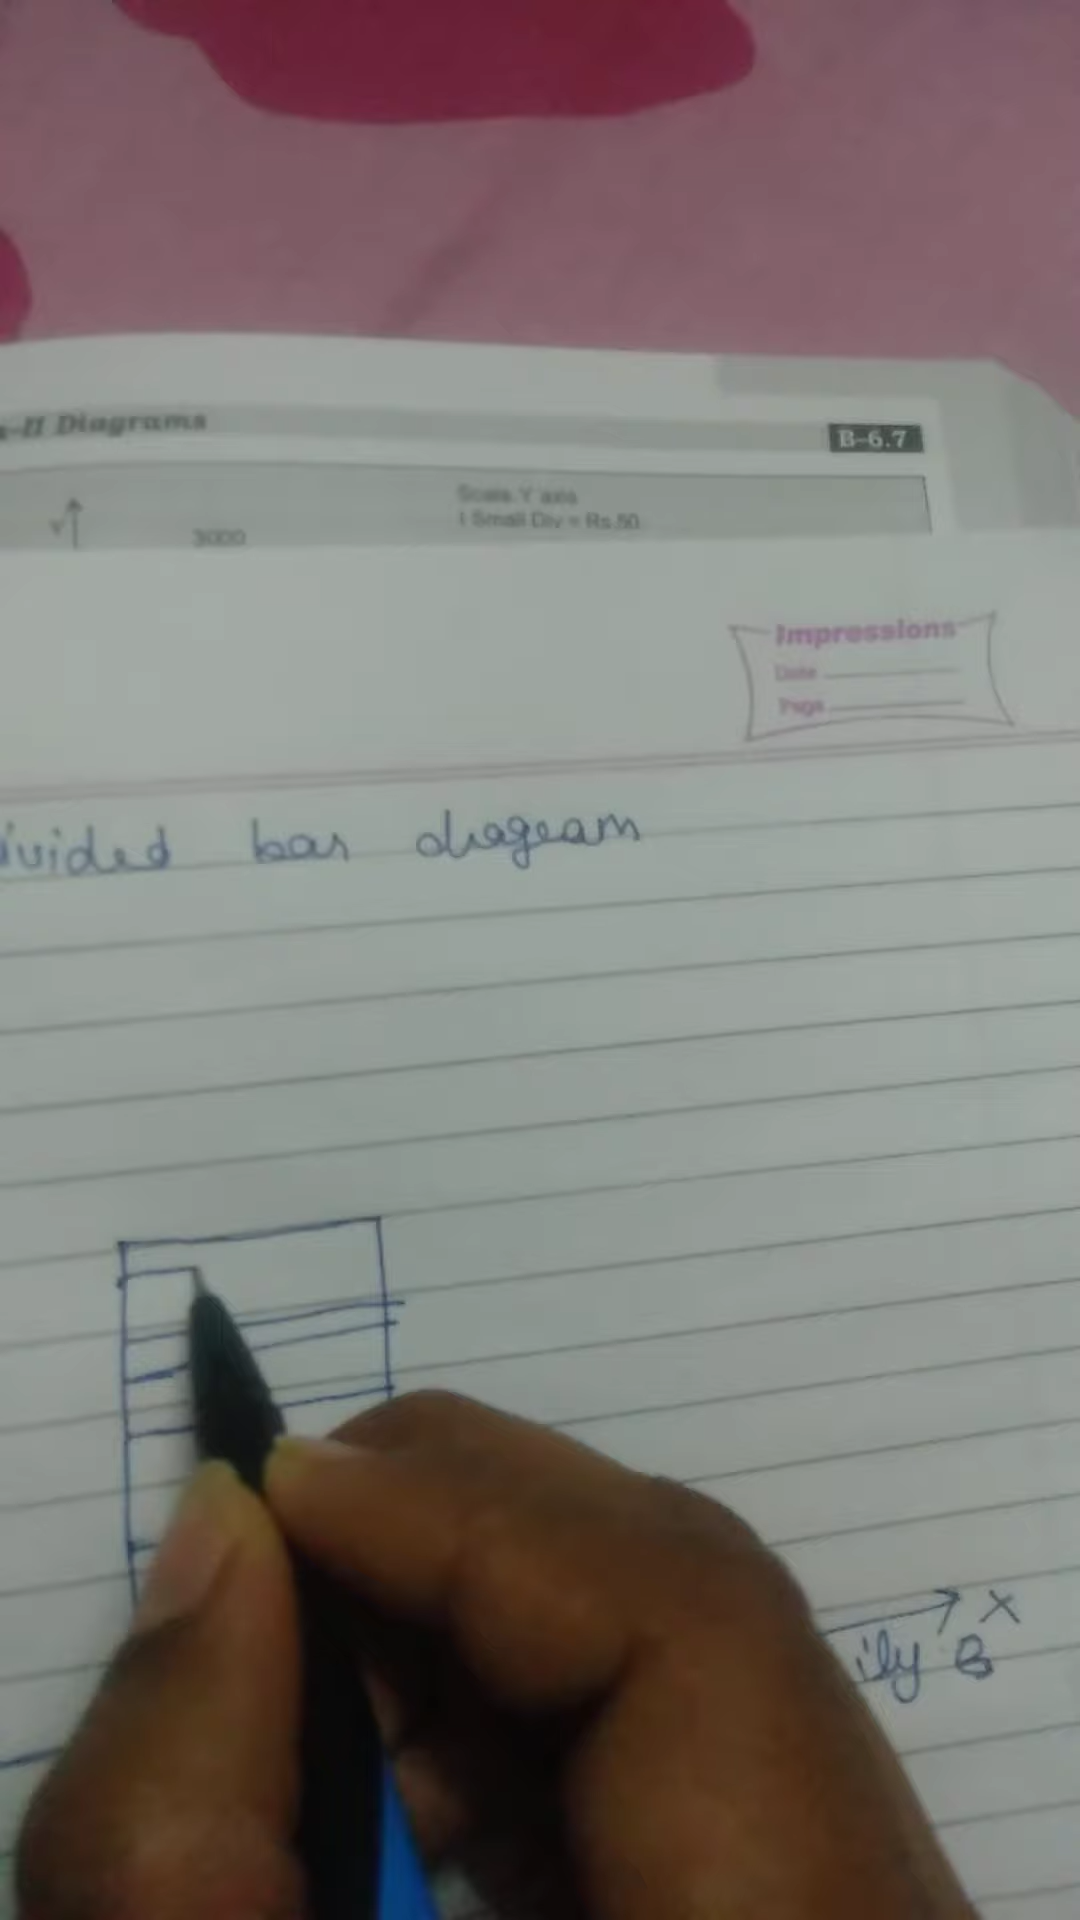 II Diagrams
B-6.7
Scale Y axis
1 Small Div = Rs.50
Y
3000
Impressions
Date
Page
ivided bar diagram
X
ily B